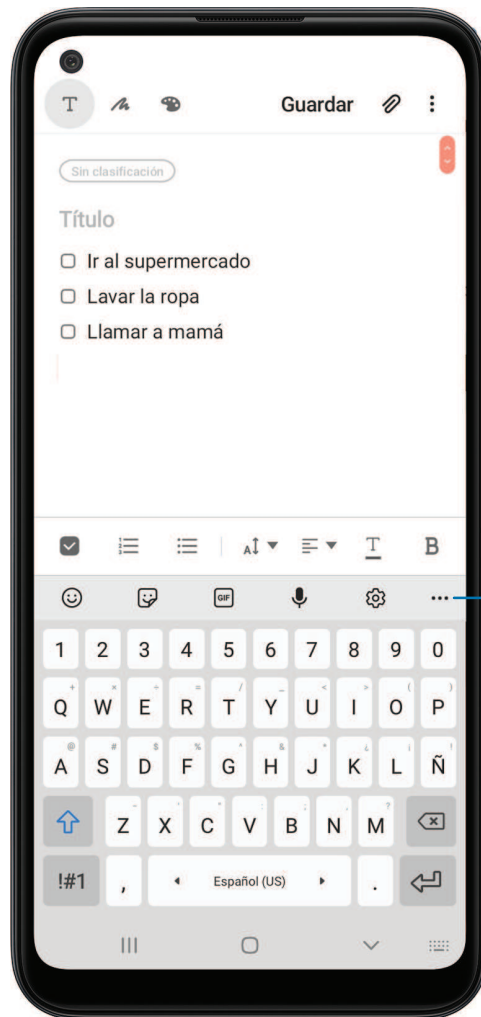 T Guardar
Sin clasificación
Título
Ir al supermercado
Lavar la ropa
Llamar a mamá
A T B
GIF
1 2 3 4 5 6 7 8 9 0
Q W E R T Y U I O P
A S D F G H J K L Ñ
Z X C V B N M
!#1 , Español (US) .